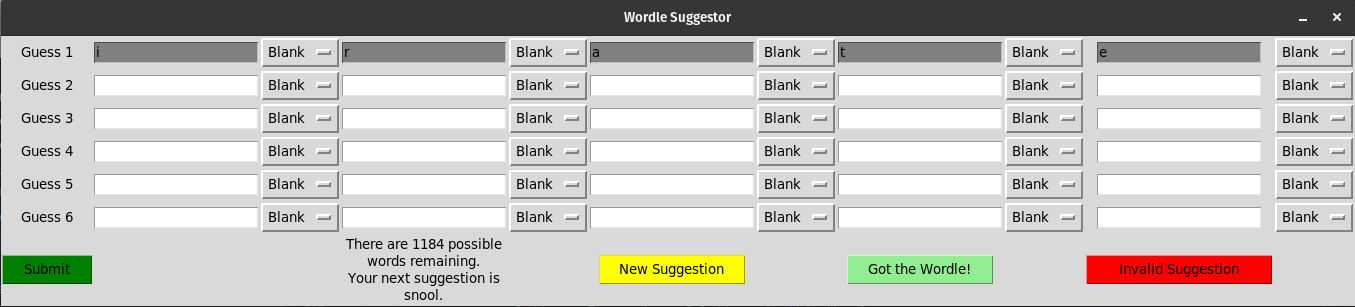 Wordle Suggestor
Guess 1 i Blank r Blank a Blank t Blank e Blank
Guess 2 Blank Blank Blank Blank Blank
Guess 3 Blank Blank Blank Blank Blank
Guess 4 Blank Blank Blank Blank Blank
Guess 5 Blank Blank Blank Blank Blank
Guess 6 Blank Blank Blank Blank Blank
Submit
There are 1184 possible
words remaining.
Your next suggestion is
snool.
New Suggestion
Got the Wordle!
Invalid Suggestion